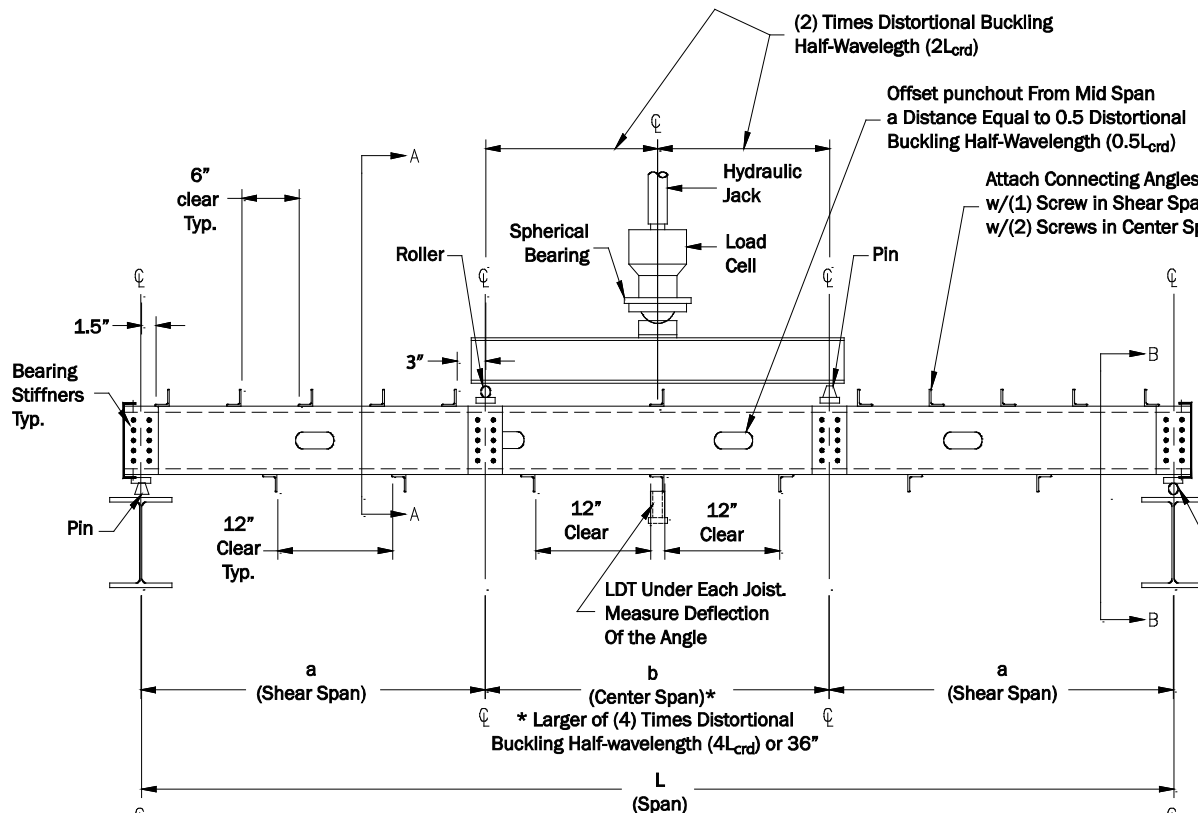 (2) Times Distortional Buckling
Half-Wavelegth (2Lcrd)
Offset punchout From Mid Span
a Distance Equal to 0.5 Distortional
Buckling Half-Wavelength (0.5Lcrd)
℄
A
6”
clear
Typ.
Hydraulic
Jack
Attach Connecting Angles
w/(1) Screw in Shear Spa
w/(2) Screws in Center Sp
Spherical
Bearing
Load
Cell
Roller
Pin
℄
℄
℄
℄
1.5”
3”
B
Bearing
Stiffners
Typ.
Pin
A
12”
Clear
Typ.
12”
Clear
12”
Clear
LDT Under Each Joist.
Measure Deflection
Of the Angle
B
a
(Shear Span)
b
(Center Span)*
a
(Shear Span)
℄
℄
* Larger of (4) Times Distortional
Buckling Half-wavelength (4Lcrd) or 36”
L
(Span)